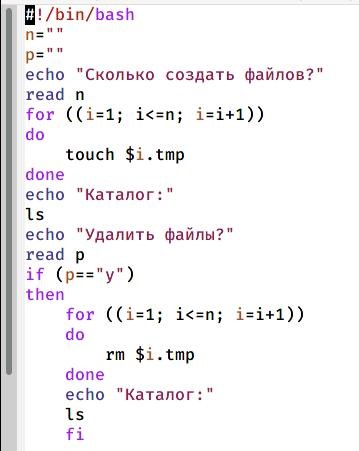 #!/bin/bash
n=""
p=""
echo "Сколько создать файлов?"
read n
for ((i=1; i<=n; i=i+1))
do
    touch $i.tmp
done
echo "Каталог:"
ls
echo "Удалить файлы?"
read p
if (p=="y")
then
    for ((i=1; i<=n; i=i+1))
    do
        rm $i.tmp
    done
    echo "Каталог:"
    ls
    fi